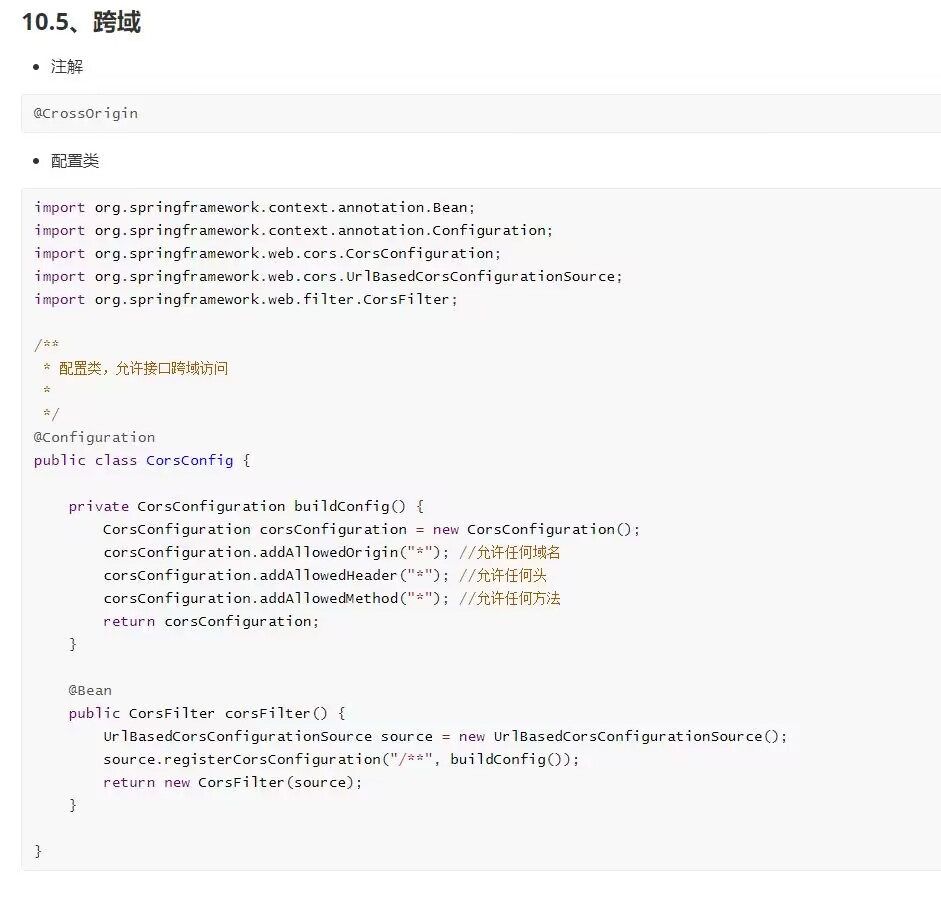 10.5、跨域
• 注解
@CrossOrigin
• 配置类
import org.springframework.context.annotation.Bean;
import org.springframework.context.annotation.Configuration;
import org.springframework.web.cors.CorsConfiguration;
import org.springframework.web.cors.UrlBasedCorsConfigurationSource;
import org.springframework.web.filter.CorsFilter;
/**
 * 配置类，允许接口跨域访问
 *
 */
@Configuration
public class CorsConfig {
    private CorsConfiguration buildConfig() {
        CorsConfiguration corsConfiguration = new CorsConfiguration();
        corsConfiguration.addAllowedOrigin("*"); //允许任何域名
        corsConfiguration.addAllowedHeader("*"); //允许任何头
        corsConfiguration.addAllowedMethod("*"); //允许任何方法
        return corsConfiguration;
    }
    @Bean
    public CorsFilter corsFilter() {
        UrlBasedCorsConfigurationSource source = new UrlBasedCorsConfigurationSource();
        source.registerCorsConfiguration("/**", buildConfig());
        return new CorsFilter(source);
    }
}